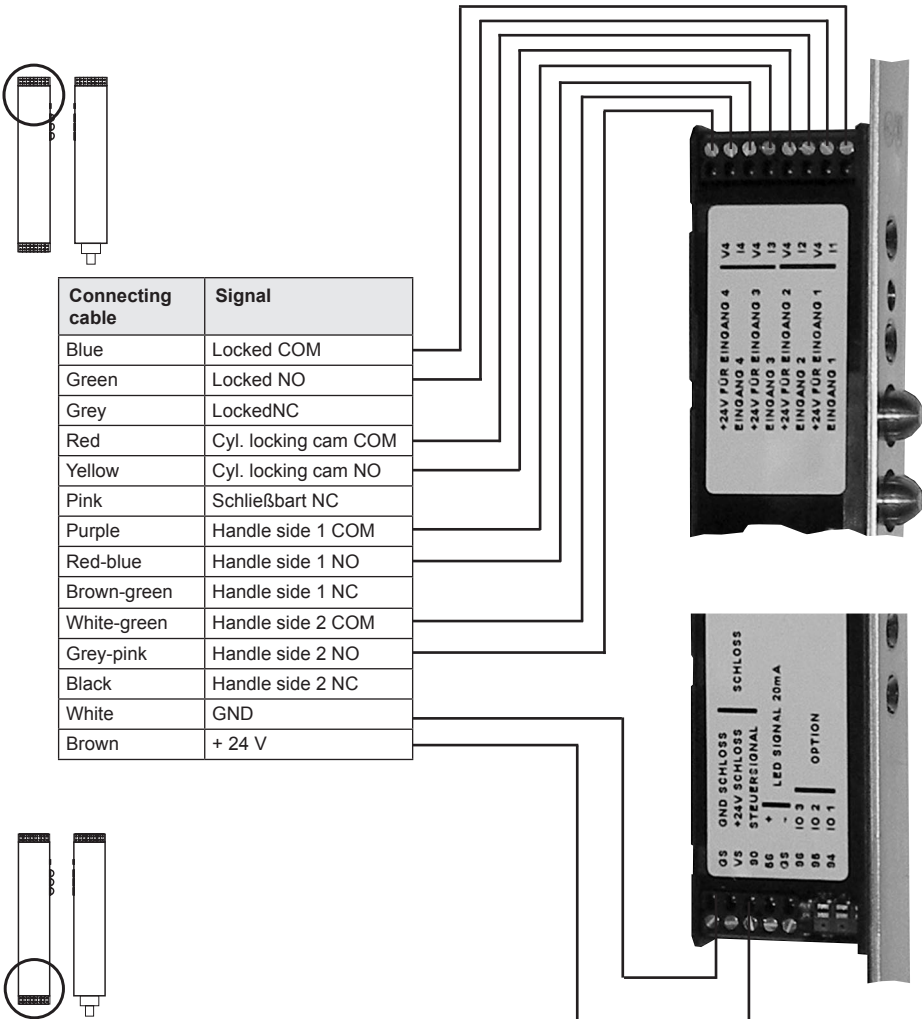 +24V FÜR EINGANG 4 V4
EINGANG 4 I4
+24V FÜR EINGANG 3 V4
EINGANG 3 I3
+24V FÜR EINGANG 2 V4
EINGANG 2 I2
+24V FÜR EINGANG 1 V4
EINGANG 1 I1
Connecting cable Signal
Blue Locked COM
Green Locked NO
Grey LockedNC
Red Cyl. locking cam COM
Yellow Cyl. locking cam NO
Pink Schließbart NC
Purple Handle side 1 COM
Red-blue Handle side 1 NO
Brown-green Handle side 1 NC
White-green Handle side 2 COM
Grey-pink Handle side 2 NO
Black Handle side 2 NC
White GND
Brown + 24 V
GS GND SCHLOSS
VS +24V SCHLOSS SCHLOSS
90 STEUERSIGNAL
56 + LED SIGNAL 20mA
GS -
96 IO 3
95 IO 2 OPTION
94 IO 1